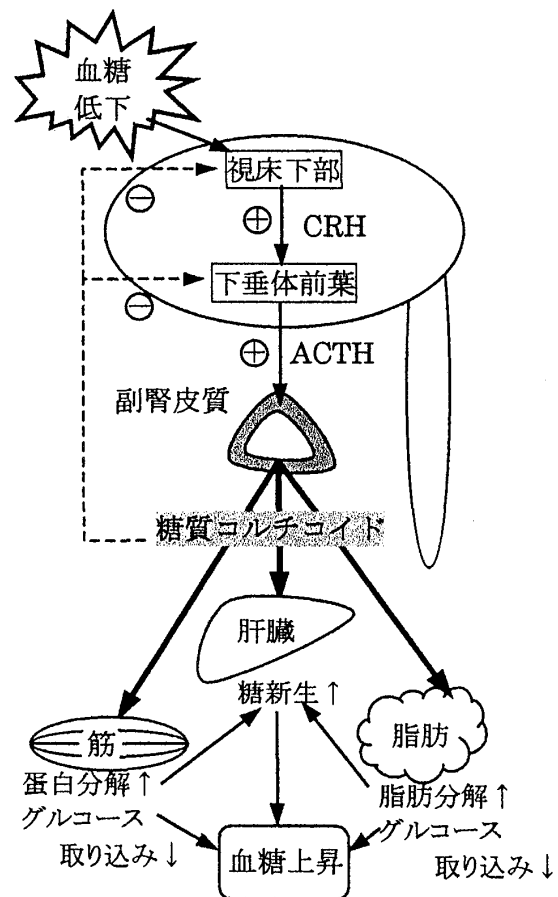 血糖
低下
視床下部
⊖
⊕ CRH
下垂体前葉
⊖
⊕ ACTH
副腎皮質
糖質コルチコイド
肝臓
糖新生↑
筋
脂肪
蛋白分解↑
グルコース
取り込み↓
脂肪分解↑
グルコース
取り込み↓
血糖上昇